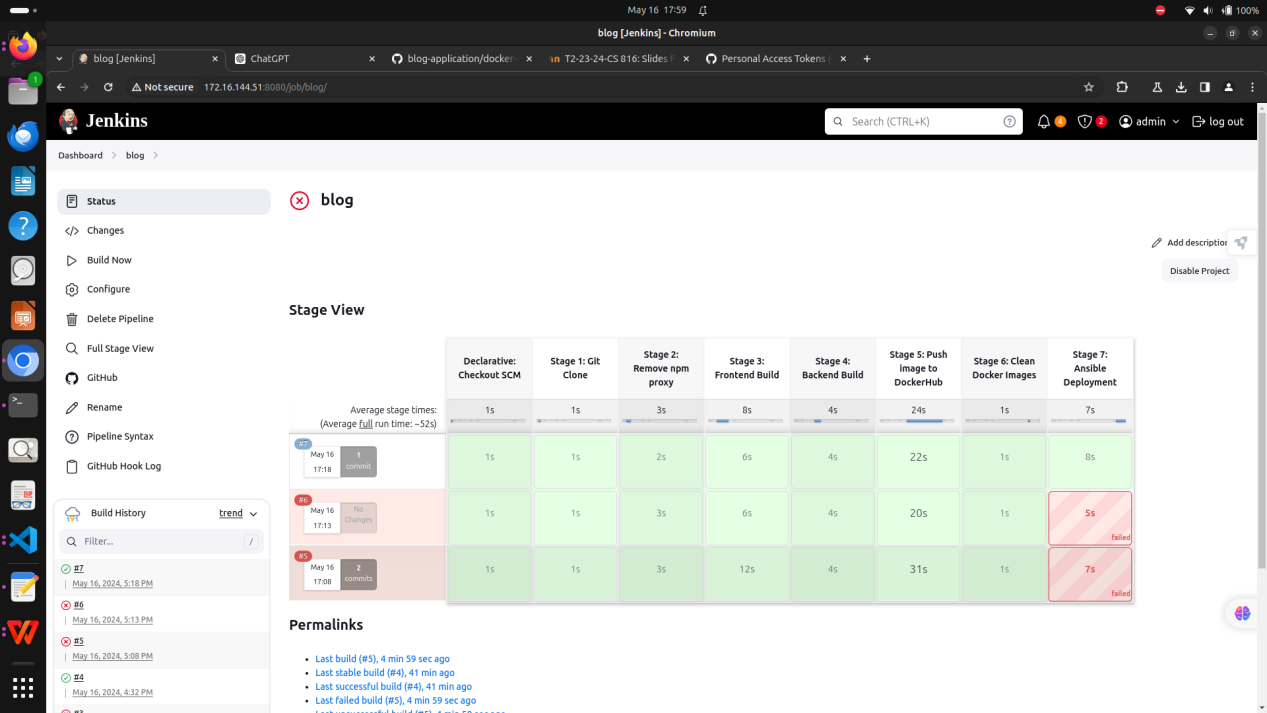 May 16 17:59
100%
blog [Jenkins] - Chromium
blog [Jenkins]
ChatGPT
blog-application/docker-
T2-23-24-CS 816: Slides F
Personal Access Tokens (
Not secure
172.16.144.51:8080/job/blog/
1
Jenkins
Search (CTRL+K)
4
2
admin
log out
Dashboard
blog
Status
Changes
Build Now
Configure
Delete Pipeline
Full Stage View
GitHub
Rename
Pipeline Syntax
GitHub Hook Log
Build History
trend
Filter...
/
#7
May 16, 2024, 5:18 PM
#6
May 16, 2024, 5:13 PM
#5
May 16, 2024, 5:08 PM
#4
May 16, 2024, 4:32 PM
blog
Add description
Disable Project
Stage View
Declarative: Checkout SCM
Stage 1: Git Clone
Stage 2: Remove npm proxy
Stage 3: Frontend Build
Stage 4: Backend Build
Stage 5: Push image to DockerHub
Stage 6: Clean Docker Images
Stage 7: Ansible Deployment
Average stage times:
(Average full run time: ~52s)
1s
1s
3s
8s
4s
24s
1s
7s
#7
May 16
17:18
1
commit
1s
1s
2s
6s
4s
22s
1s
8s
#6
May 16
17:13
No
Changes
1s
1s
3s
6s
4s
20s
1s
5s
failed
#5
May 16
17:08
2
commits
1s
1s
3s
12s
4s
31s
1s
7s
failed
Permalinks
Last build (#5), 4 min 59 sec ago
Last stable build (#4), 41 min ago
Last successful build (#4), 41 min ago
Last failed build (#5), 4 min 59 sec ago